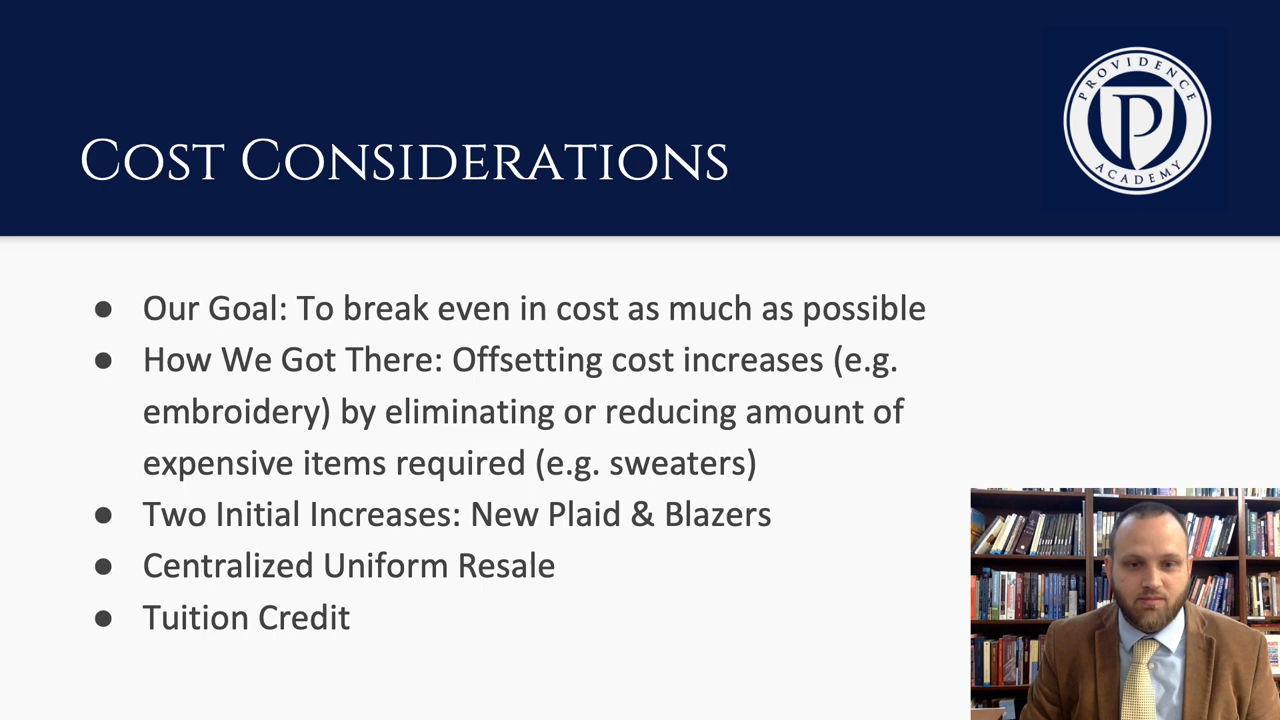 PROVIDENCE
P
ACADEMY
COST CONSIDERATIONS
● Our Goal: To break even in cost as much as possible
● How We Got There: Offsetting cost increases (e.g.
embroidery) by eliminating or reducing amount of
expensive items required (e.g. sweaters)
● Two Initial Increases: New Plaid & Blazers
● Centralized Uniform Resale
● Tuition Credit